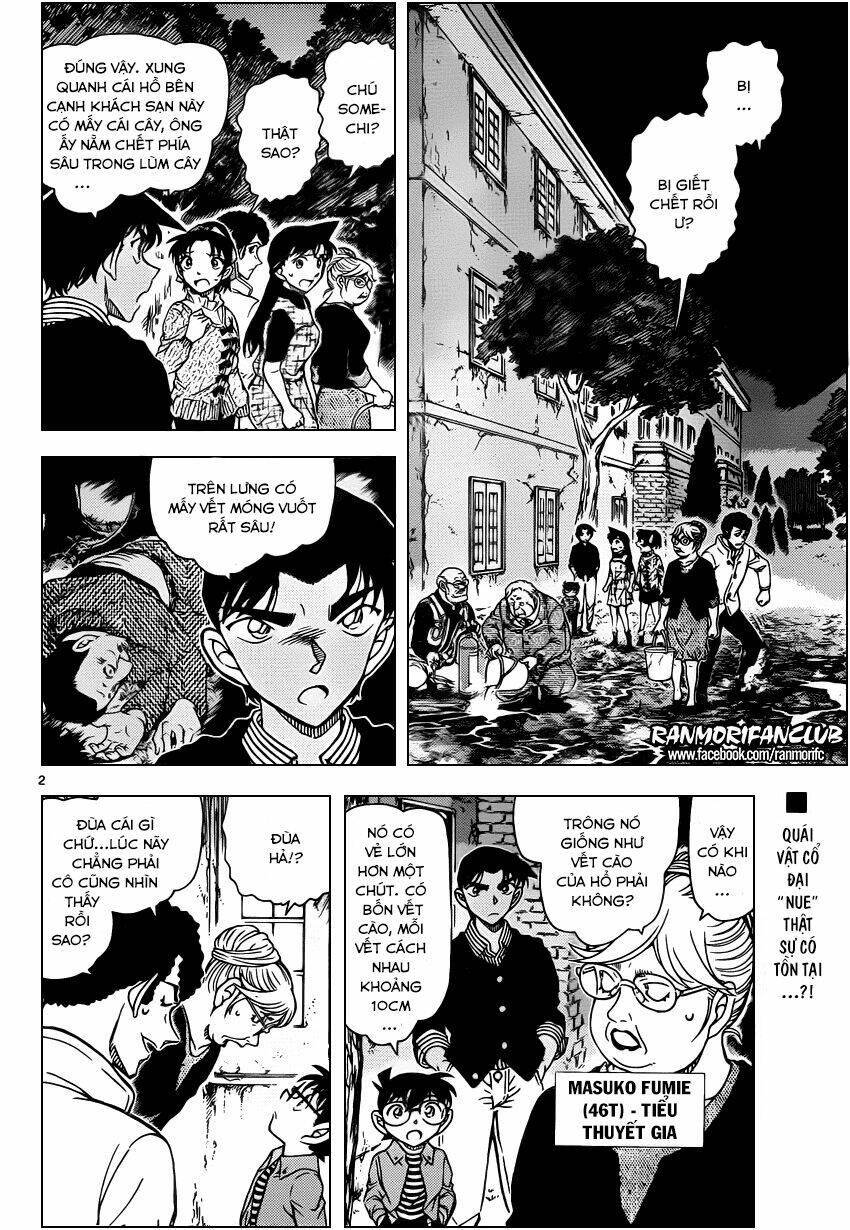 BỊ
...
BỊ GIẾT
CHẾT RỒI
Ư?
RANMORIFANCLUB
www.facebook.com/ranmorifc
CHÚ
SOME-
CHI?
THẬT
SAO?
ĐÚNG VẬY. XUNG
QUANH CÁI HỒ BÊN
CẠNH KHÁCH SẠN NÀY
CÓ MẤY CÁI CÂY, ÔNG
ẤY NẰM CHẾT PHÍA
SÂU TRONG LÙM CÂY
...
TRÊN LƯNG CÓ
MẤY VẾT MÓNG VUỐT
RẤT SÂU!
2
QUÁI
VẬT CỔ
ĐẠI
"NUE"
THẬT
SỰ CÓ
TỒN TẠI
...?!
VẬY
CÓ KHI
NÀO
...
TRÔNG NÓ
GIỐNG NHƯ
VẾT CÀO
CỦA HỔ PHẢI
KHÔNG?
NÓ CÓ
VẺ LỚN
HƠN MỘT
CHÚT. CÓ
BỐN VẾT
CÀO, MỖI
VẾT CÁCH
NHAU
KHOẢNG
10CM
...
MASUKO FUMIE
(46T) - TIỂU
THUYẾT GIA
ĐÙA
HẢ!?
ĐÙA CÁI GÌ
CHỨ...LÚC NÃY
CHẲNG PHẢI
CÔ CŨNG NHÌN
THẤY
RỒI
SAO?